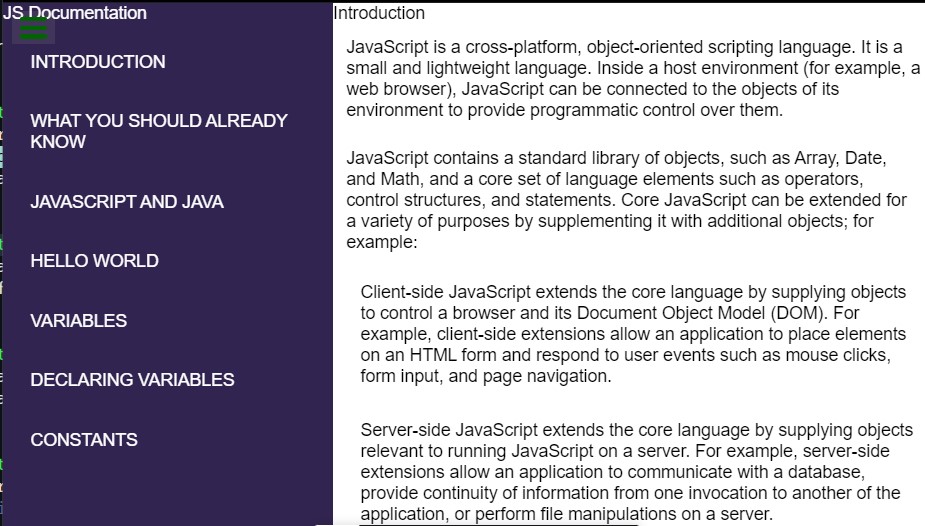 JS Documentation
INTRODUCTION
WHAT YOU SHOULD ALREADY
KNOW
JAVASCRIPT AND JAVA
HELLO WORLD
VARIABLES
DECLARING VARIABLES
CONSTANTS
Introduction
JavaScript is a cross-platform, object-oriented scripting language. It is a
small and lightweight language. Inside a host environment (for example, a
web browser), JavaScript can be connected to the objects of its
environment to provide programmatic control over them.
JavaScript contains a standard library of objects, such as Array, Date,
and Math, and a core set of language elements such as operators,
control structures, and statements. Core JavaScript can be extended for
a variety of purposes by supplementing it with additional objects; for
example:
Client-side JavaScript extends the core language by supplying objects
to control a browser and its Document Object Model (DOM). For
example, client-side extensions allow an application to place elements
on an HTML form and respond to user events such as mouse clicks,
form input, and page navigation.
Server-side JavaScript extends the core language by supplying objects
relevant to running JavaScript on a server. For example, server-side
extensions allow an application to communicate with a database,
provide continuity of information from one invocation to another of the
application, or perform file manipulations on a server.